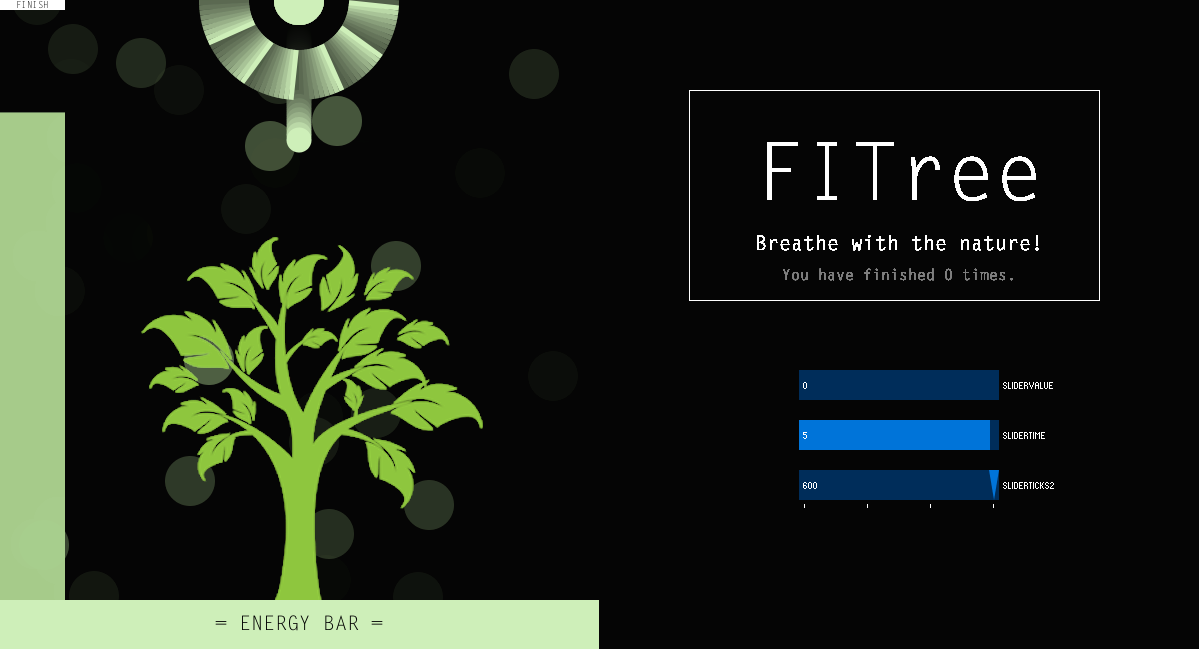 FINISH
FITree
Breathe with the nature!
You have finished 0 times.
0 SLIDERVALUE
5 SLIDERTIME
600 SLIDERTICKS2
= ENERGY BAR =